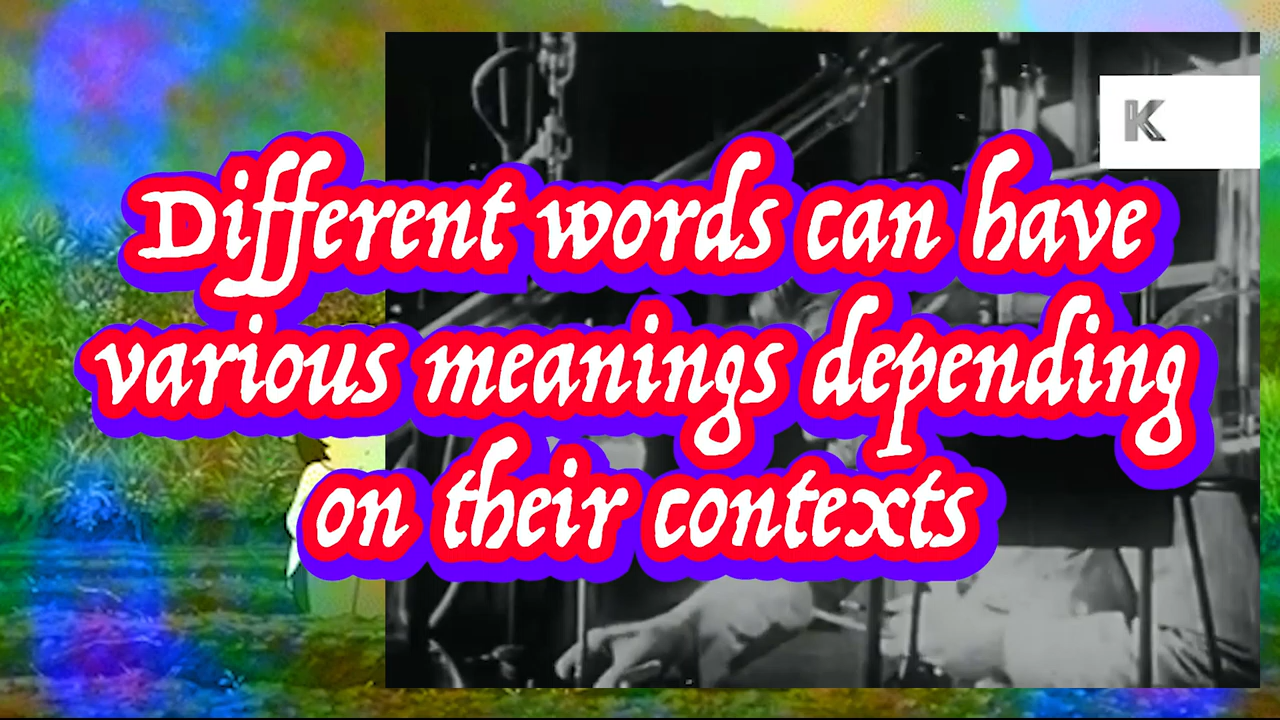 K
Different words can have
various meanings depending
on their contexts